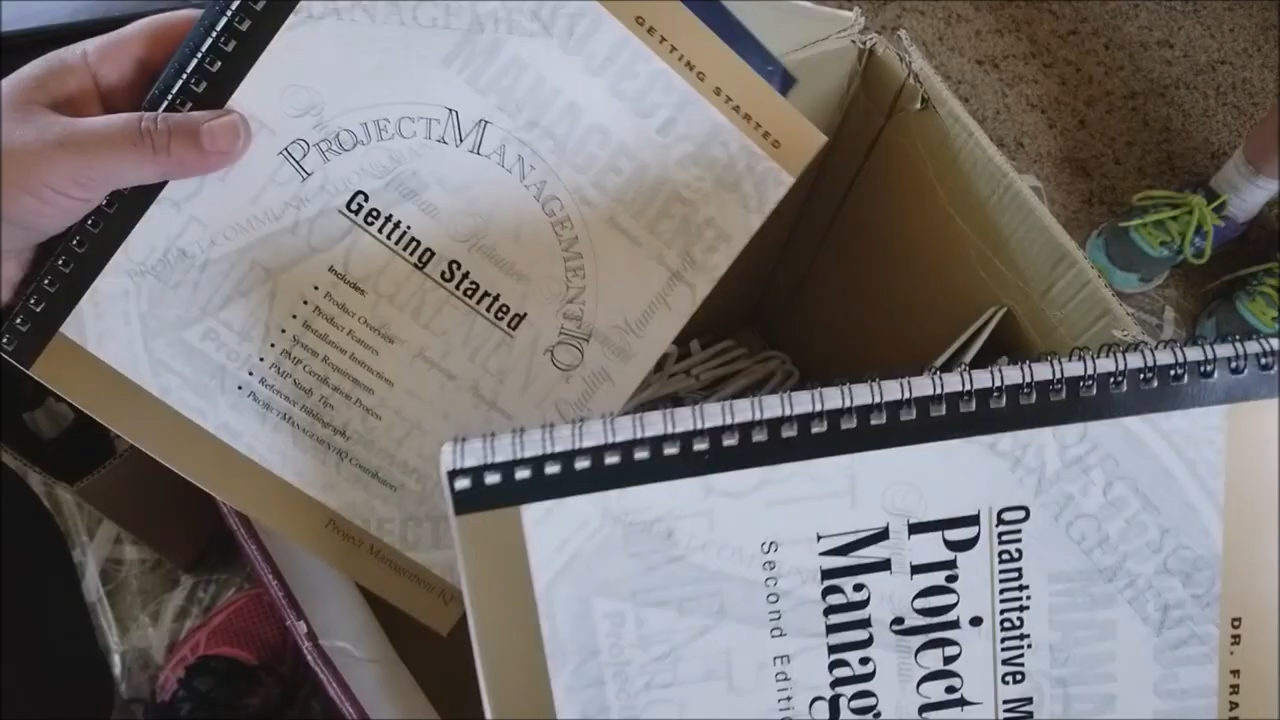 GETTING STARTED
PROJECTMANAGEMENTIQ
Getting Started
Includes:
• Product Overview
• Product Features
• Installation Instructions
• System Requirements
• PMP Certification Process
• PMP Study Tips
• Reference Bibliography
• PROJECTMANAGEMENTIQ Contributors
Project Management IQ
Quantitative M
Project
Manag
Second Editi
DR. FRA